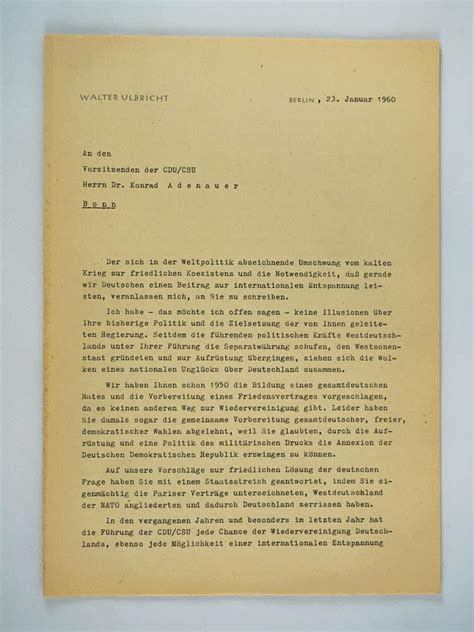 WALTER ULBRICHT
BERLIN, 23. Januar 1960
An den
Vorsitzenden der CDU/CSU
Herrn Dr. Konrad A d e n a u e r
B o n n
Der sich in der Weltpolitik abzeichnende Umschwung vom kalten
Krieg zur friedlichen Koexistenz und die Notwendigkeit, daß gerade
wir Deutschen einen Beitrag zur internationalen Entspannung lei-
sten, veranlassen mich, an Sie zu schreiben.
Ich habe - das möchte ich offen sagen - keine Illusionen über
Ihre bisherige Politik und die Zielsetzung der von Ihnen geleite-
ten Regierung. Seitdem die führenden politischen Kräfte Westdeutsch-
lands unter Ihrer Führung die Separatwährung schufen, den Westzonen-
staat gründeten und zur Aufrüstung übergingen, ziehen sich die Wol-
ken eines nationalen Unglücks über Deutschland zusammen.
Wir haben Ihnen schon 1950 die Bildung eines gesamtdeutschen
Rates und die Vorbereitung eines Friedensvertrages vorgeschlagen,
da es keinen anderen Weg zur Wiedervereinigung gibt. Leider haben
Sie damals sogar die gemeinsame Vorbereitung gesamtdeutscher, freier,
demokratischer Wahlen abgelehnt, weil Sie glaubten, durch die Auf-
rüstung und eine Politik des militärischen Drucks die Annexion der
Deutschen Demokratischen Republik erzwingen zu können.
Auf unsere Vorschläge zur friedlichen Lösung der deutschen
Frage haben Sie mit einem Staatsstreich geantwortet, indem Sie ei-
genmächtig die Pariser Verträge unterzeichneten, Westdeutschland
der NATO angliederten und dadurch Deutschland zerrissen haben.
In den vergangenen Jahren und besonders im letzten Jahr hat
die Führung der CDU/CSU jede Chance der Wiedervereinigung Deutsch-
lands, ebenso jede Möglichkeit einer internationalen Entspannung